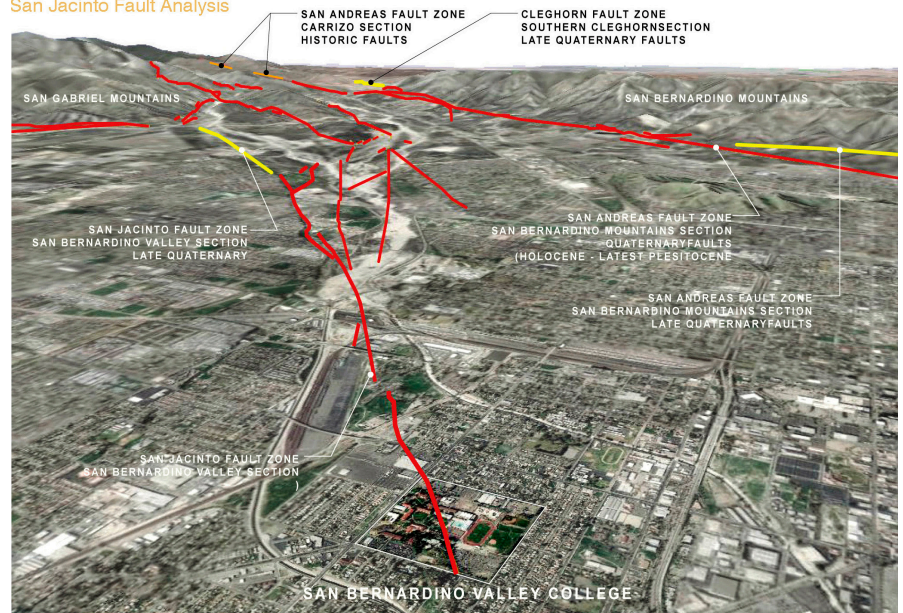 San Jacinto Fault Analysis
SAN ANDREAS FAULT ZONE
CARRIZO SECTION
HISTORIC FAULTS
CLEGHORN FAULT ZONE
SOUTHERN CLEGHORNSECTION
LATE QUATERNARY FAULTS
SAN GABRIEL MOUNTAINS
SAN BERNARDINO MOUNTAINS
SAN JACINTO FAULT ZONE
SAN BERNARDINO VALLEY SECTION
LATE QUATERNARY
SAN ANDREAS FAULT ZONE
SAN BERNARDINO MOUNTAINS SECTION
QUATERNARYFAULTS
(HOLOCENE - LATEST PLESITOCENE
SAN ANDREAS FAULT ZONE
SAN BERNARDINO MOUNTAINS SECTION
LATE QUATERNARYFAULTS
SAN JACINTO FAULT ZONE
SAN BERNARDINO VALLEY SECTION
)
SAN BERNARDINO VALLEY COLLEGE